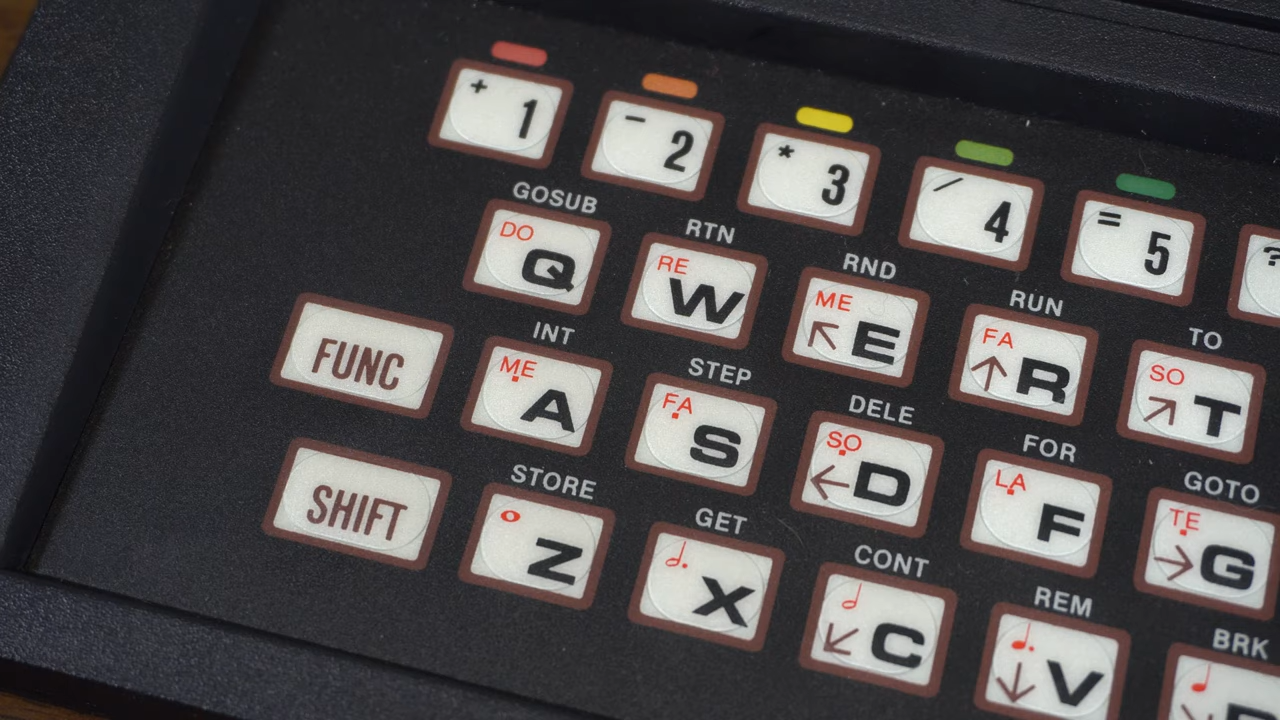 + 1 - 2 * 3 / 4 = 5 ?
GOSUB RTN RND RUN TO
DO Q RE W ME ↖ E FA ↑ R SO ↗ T
INT STEP DELE FOR GOTO
FUNC ME A FA S SO ← D LA F TE → G
STORE GET CONT REM BRK
SHIFT Z X ↙ C ↓ V